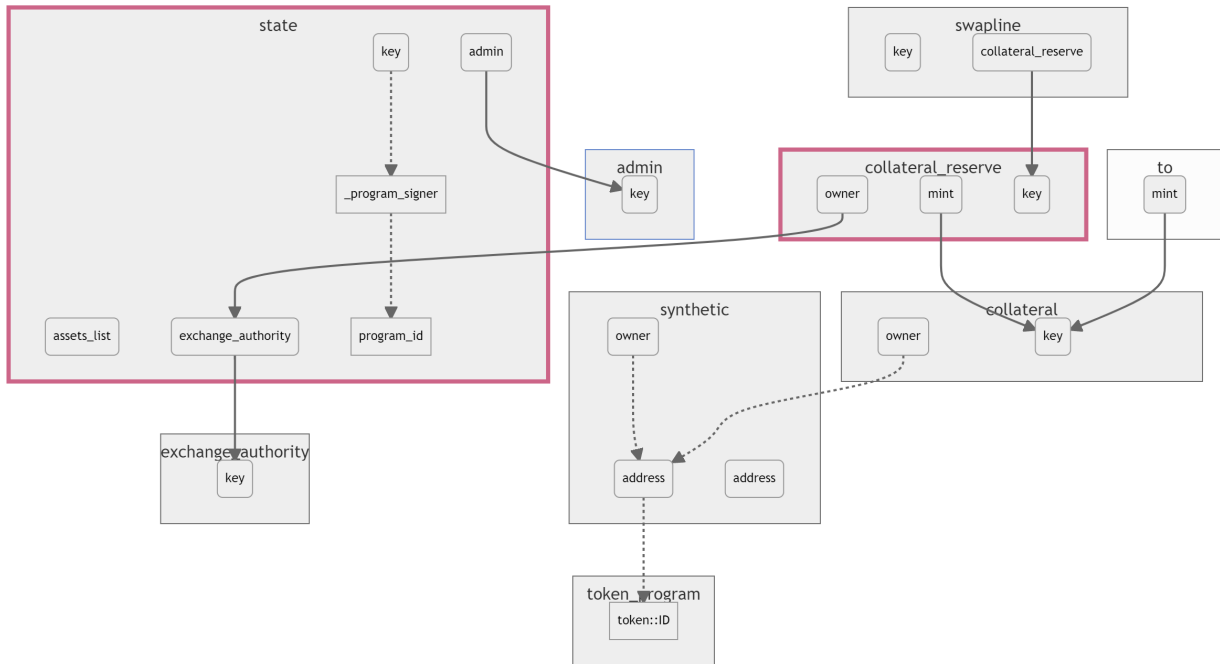 state
key
admin
_program_signer
assets_list
exchange_authority
program_id
exchange_authority
key
admin
key
swapline
key
collateral_reserve
collateral_reserve
owner
mint
key
to
mint
synthetic
owner
address
address
collateral
owner
key
token_program
token::ID